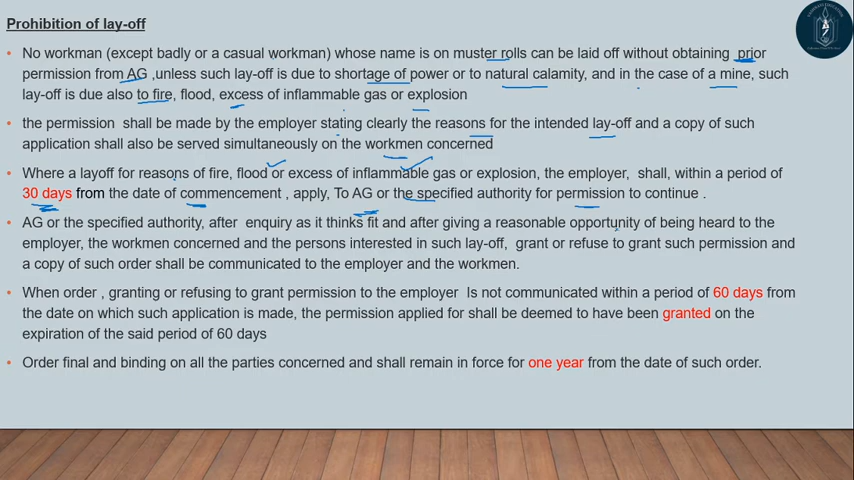 Prohibition of lay-off
• No workman (except badly or a casual workman) whose name is on muster rolls can be laid off without obtaining prior
permission from AG ,unless such lay-off is due to shortage of power or to natural calamity, and in the case of a mine, such
lay-off is due also to fire, flood, excess of inflammable gas or explosion
• the permission shall be made by the employer stating clearly the reasons for the intended lay-off and a copy of such
application shall also be served simultaneously on the workmen concerned
• Where a layoff for reasons of fire, flood or excess of inflammable gas or explosion, the employer, shall, within a period of
30 days from the date of commencement , apply, To AG or the specified authority for permission to continue .
• AG or the specified authority, after enquiry as it thinks fit and after giving a reasonable opportunity of being heard to the
employer, the workmen concerned and the persons interested in such lay-off, grant or refuse to grant such permission and
a copy of such order shall be communicated to the employer and the workmen.
• When order , granting or refusing to grant permission to the employer Is not communicated within a period of 60 days from
the date on which such application is made, the permission applied for shall be deemed to have been granted on the
expiration of the said period of 60 days
• Order final and binding on all the parties concerned and shall remain in force for one year from the date of such order.